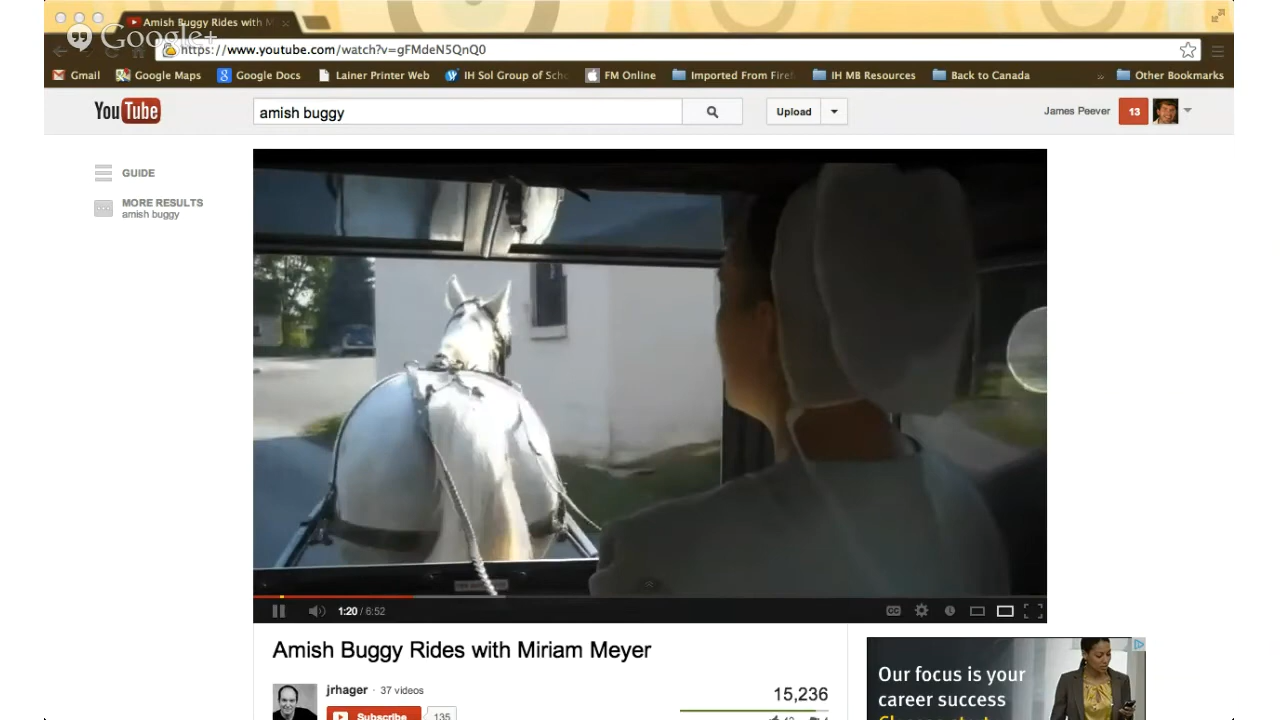 Amish Buggy Rides with M
Google+
https://www.youtube.com/watch?v=gFMdeN5QnQ0
Gmail Google Maps Google Docs Lainer Printer Web IH Sol Group of Scho FM Online Imported From Firef IH MB Resources Back to Canada » Other Bookmarks
YouTube amish buggy Upload James Peever 13
GUIDE
MORE RESULTS
amish buggy
1:20 / 6:52 CC
Amish Buggy Rides with Miriam Meyer
jrhager · 37 videos
Subscribe 135
15,236
Our focus is your
career success